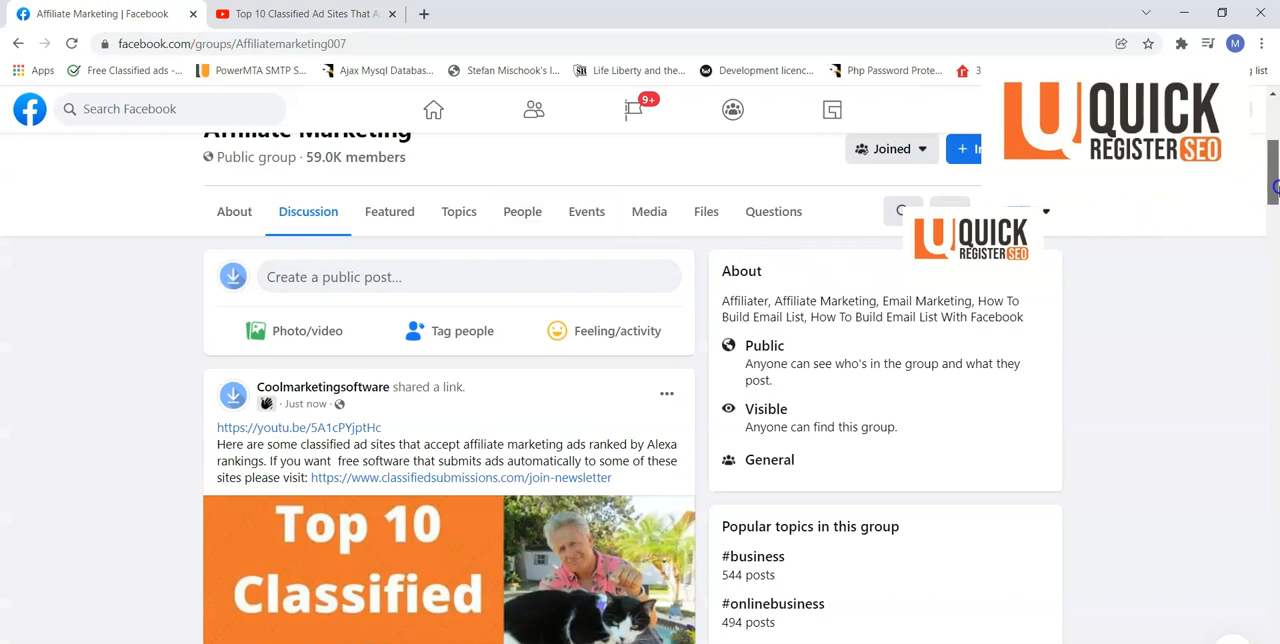 Affiliate Marketing | Facebook
Top 10 Classified Ad Sites That A
facebook.com/groups/Affiliatemarketing007
M
Apps
Free Classified ads -...
PowerMTA SMTP S...
Ajax Mysql Databas...
Stefan Mischook's I...
Life Liberty and the...
Development licenc...
Php Password Prote...
3
list
Search Facebook
9+
QUICK
REGISTER SEO
Affiliate Marketing
Public group · 59.0K members
Joined
+ In
About
Discussion
Featured
Topics
People
Events
Media
Files
Questions
QUICK
REGISTER SEO
Create a public post...
Photo/video
Tag people
Feeling/activity
Coolmarketingsoftware shared a link.
· Just now ·
https://youtu.be/5A1cPYjptHc
Here are some classified ad sites that accept affiliate marketing ads ranked by Alexa
rankings. If you want free software that submits ads automatically to some of these
sites please visit: https://www.classifiedsubmissions.com/join-newsletter
Top 10
Classified
About
Affiliater, Affiliate Marketing, Email Marketing, How To
Build Email List, How To Build Email List With Facebook
Public
Anyone can see who's in the group and what they
post.
Visible
Anyone can find this group.
General
Popular topics in this group
#business
544 posts
#onlinebusiness
494 posts